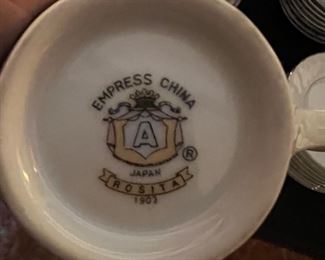 EMPRESS CHINA
A
®
JAPAN
ROSITA
1903